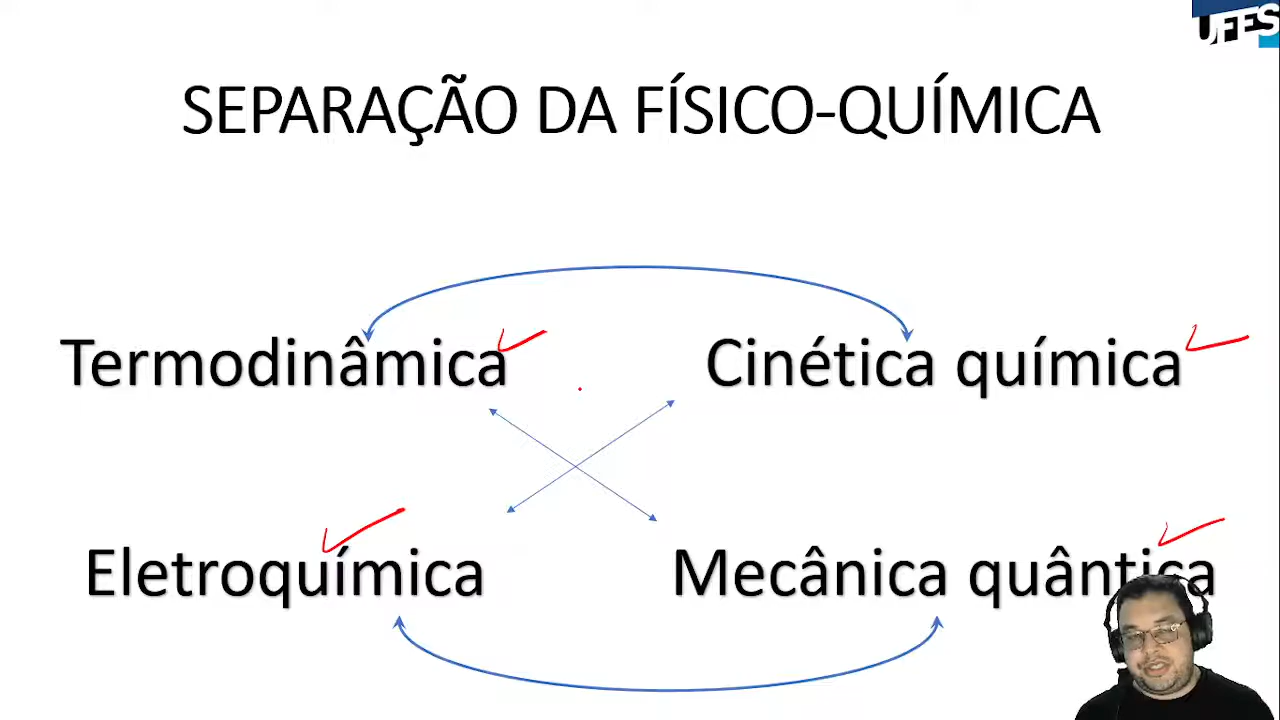 UFES
SEPARAÇÃO DA FÍSICO-QUÍMICA
Termodinâmica
Cinética química
Eletroquímica
Mecânica quântica